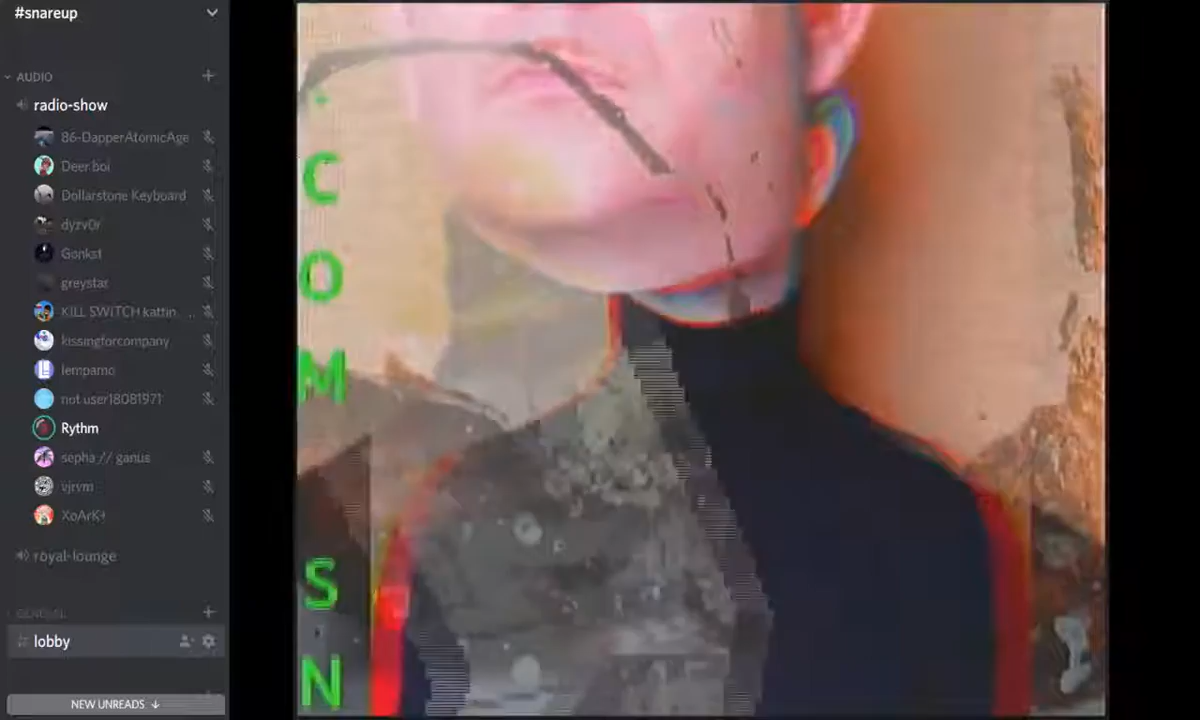 #snareup
AUDIO
radio-show
86-DapperAtomicAge
Deer boi
Dollarstone Keyboard
dyzv0r
Gonkst
greystar
KILL SWITCH kattin...
kissingforcompany
lempamo
not user18081971
Rythm
sepha // ganus
vjrvm
XoArK+
royal-lounge
GENERAL
lobby
NEW UNREADS ↓
.
C
O
M
S
N